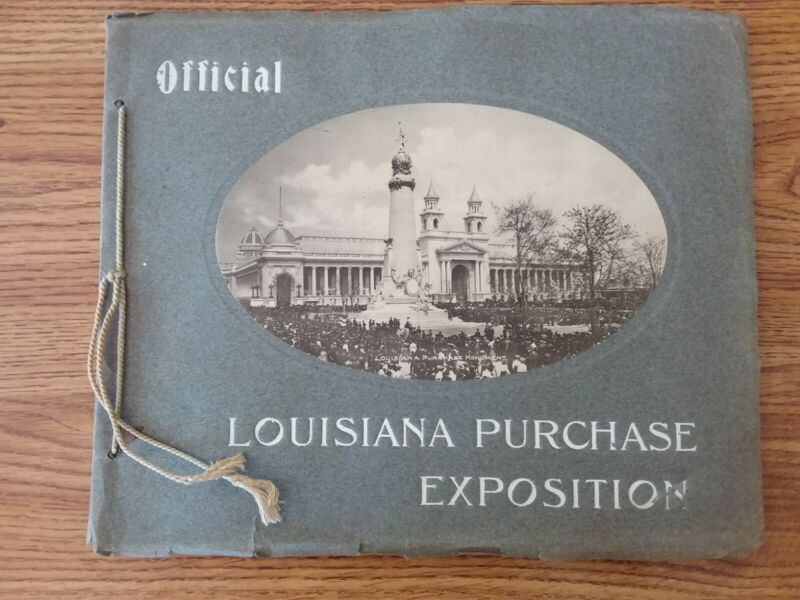 Official
LOUISIANA PURCHASE MONUMENT.
LOUISIANA PURCHASE
EXPOSITION